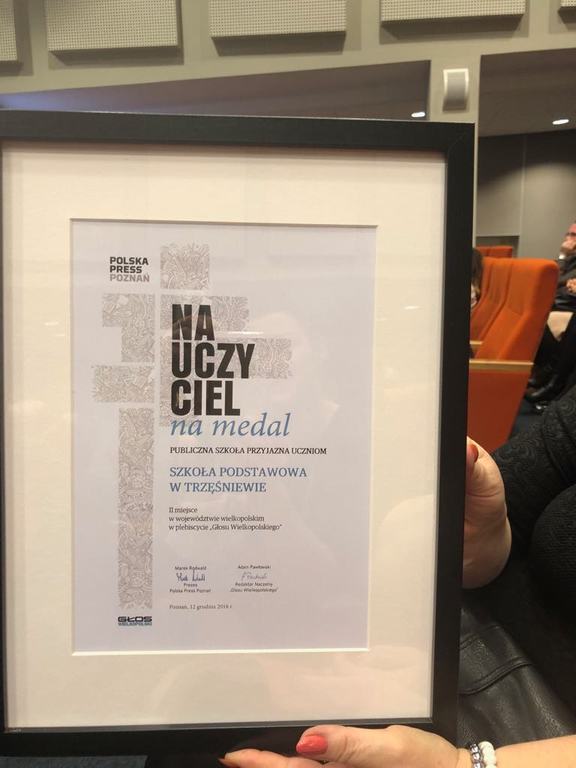 POLSKA
PRESS
POZNAŃ
NA
UCZY
CIEL
na medal
PUBLICZNA SZKOŁA PRZYJAZNA UCZNIOM
SZKOŁA PODSTAWOWA
W TRZĘŚNIEWIE
II miejsce
w województwie wielkopolskim
w plebiscycie „Głosu Wielkopolskiego”
Marek Rodwald
Prezes
Polska Press Poznań
Adam Pawłowski
Redaktor Naczelny
„Głosu Wielkopolskiego”
Poznań, 12 grudnia 2018 r.
GŁOS
WIELKOPOLSKI